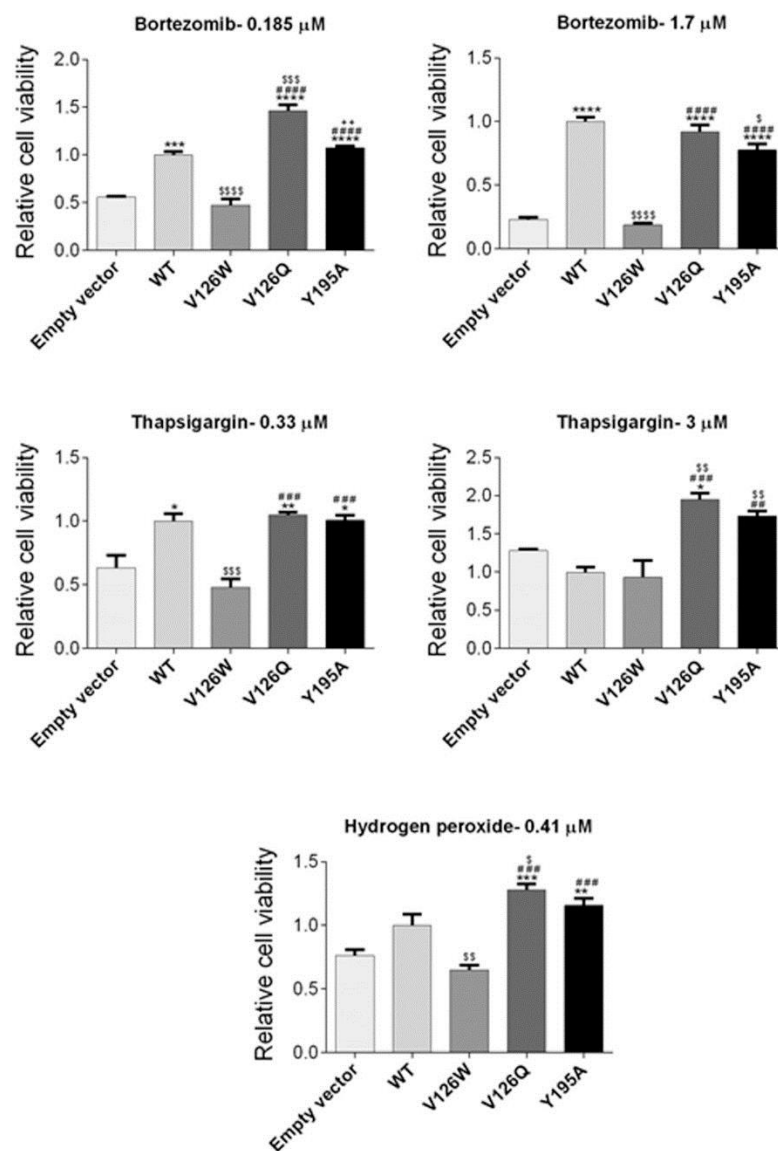 Bortezomib- 0.185 μM
Relative cell viability
2.0
1.5
1.0
0.5
0.0
***
$$$$
$$$
####
****
++
####
****
Empty vector
WT
V126W
V126Q
Y195A
Bortezomib- 1.7 μM
Relative cell viability
1.5
1.0
0.5
0.0
****
$$$$
####
****
$
####
****
Empty vector
WT
V126W
V126Q
Y195A
Thapsigargin- 0.33 μM
Relative cell viability
1.5
1.0
0.5
0.0
*
$$$
###
**
###
*
Empty vector
WT
V126W
V126Q
Y195A
Thapsigargin- 3 μM
Relative cell viability
2.5
2.0
1.5
1.0
0.5
0.0
$$
###
*
$$
##
Empty vector
WT
V126W
V126Q
Y195A
Hydrogen peroxide- 0.41 μM
Relative cell viability
1.5
1.0
0.5
0.0
$$
$
###
***
###
**
Empty vector
WT
V126W
V126Q
Y195A